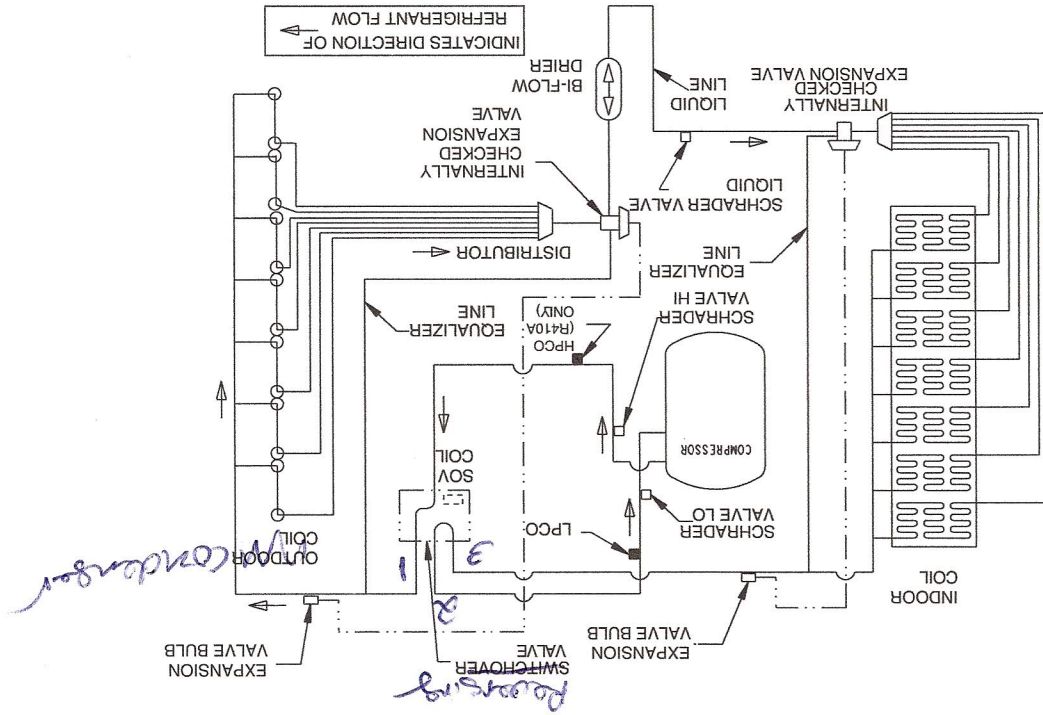 Reversing
SWITCHOVER
VALVE
EXPANSION
VALVE BULB
EXPANSION
VALVE BULB
INDOOR
COIL
2
3
1
Condenser
OUTDOOR
COIL
LPCO
SCHRADER
VALVE LO
SOV
COIL
COMPRESSOR
SCHRADER
VALVE HI
HPCO
(R410A
ONLY)
EQUALIZER
LINE
EQUALIZER
LINE
DISTRIBUTOR
SCHRADER VALVE
LIQUID
INTERNALLY
CHECKED
EXPANSION
VALVE
INTERNALLY
CHECKED
EXPANSION VALVE
LIQUID
LINE
BI-FLOW
DRIER
INDICATES DIRECTION OF
REFRIGERANT FLOW